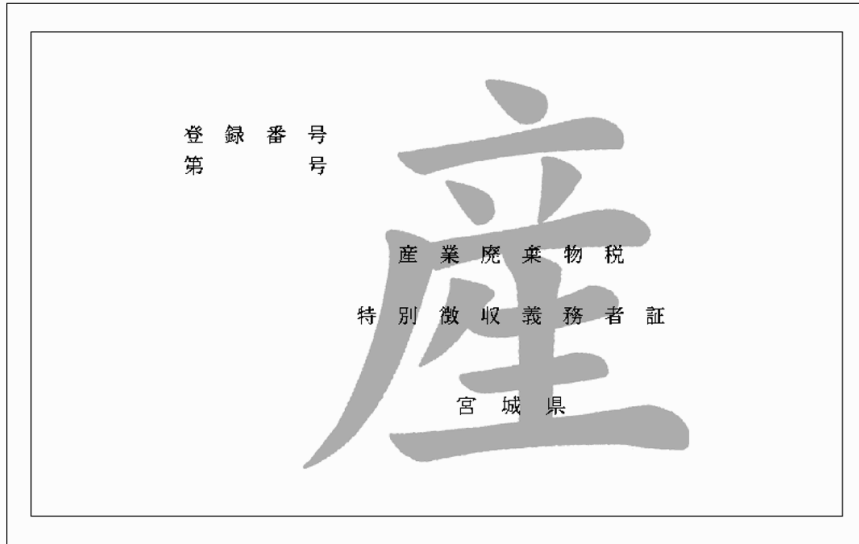 登録番号
第　　　号
産
産業廃棄物税
特別徴収義務者証
宮城県